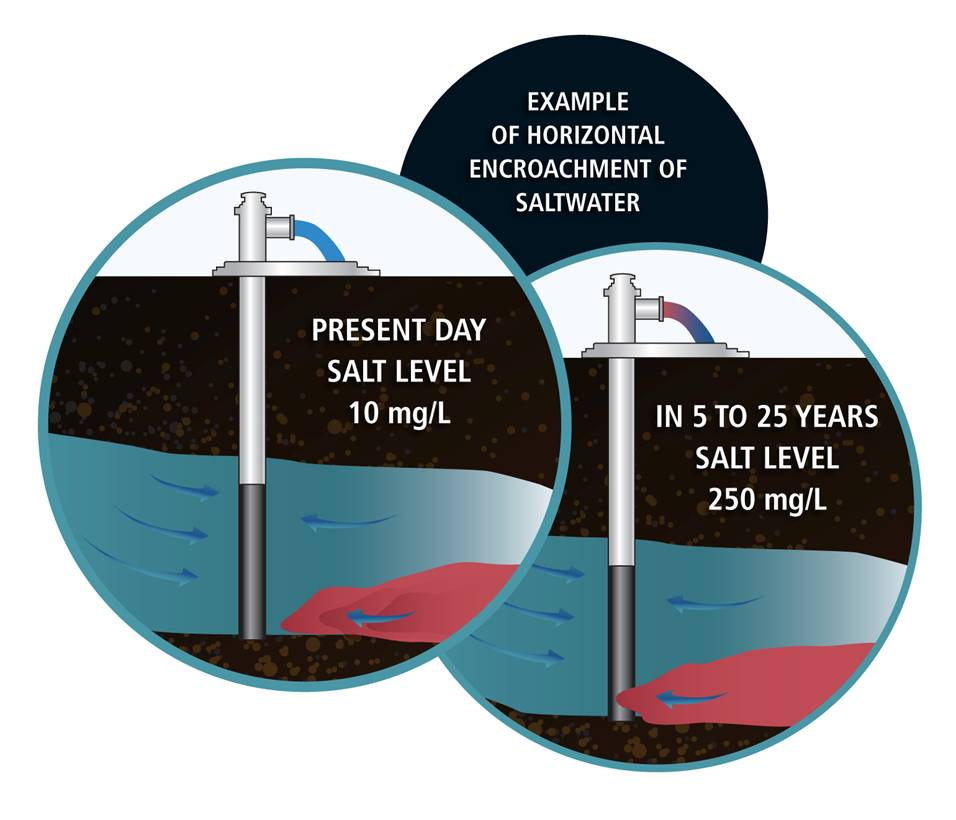 EXAMPLE
OF HORIZONTAL
ENCROACHMENT OF
SALTWATER
PRESENT DAY
SALT LEVEL
10 mg/L
IN 5 TO 25 YEARS
SALT LEVEL
250 mg/L